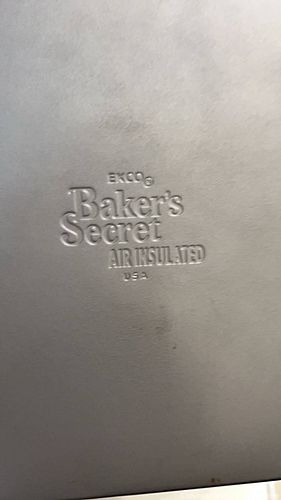 EKCO®
Baker's
Secret
AIR INSULATED
USA